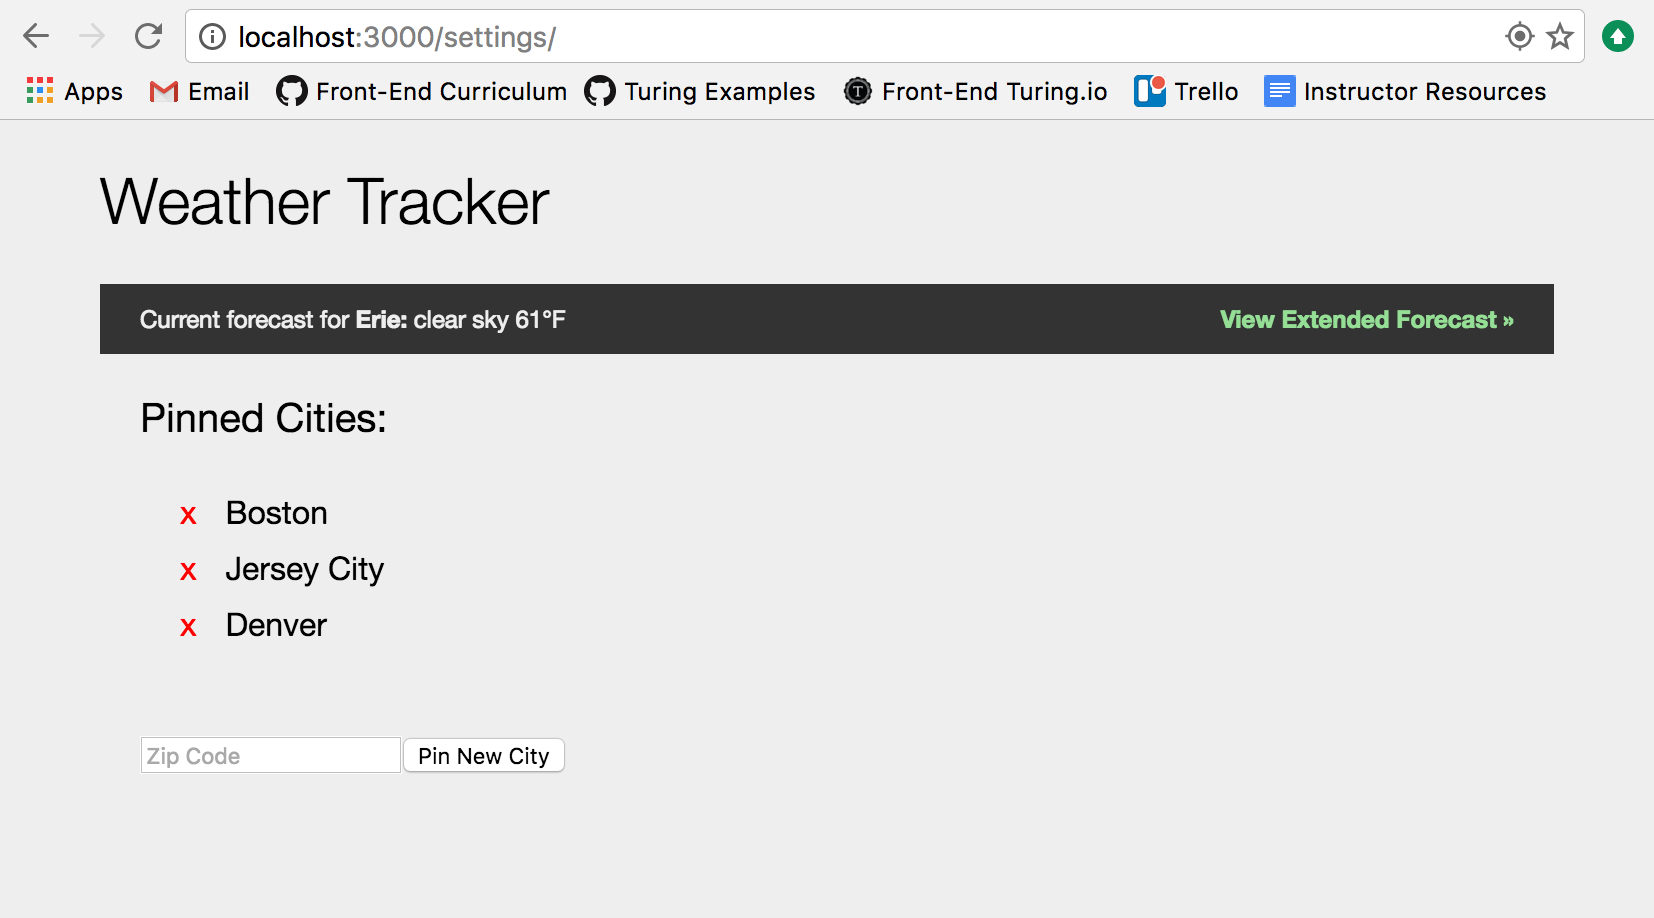 localhost:3000/settings/
Apps Email Front-End Curriculum Turing Examples Front-End Turing.io Trello Instructor Resources
Weather Tracker
Current forecast for Erie: clear sky 61°F View Extended Forecast »
Pinned Cities:
x Boston
x Jersey City
x Denver
Zip Code Pin New City